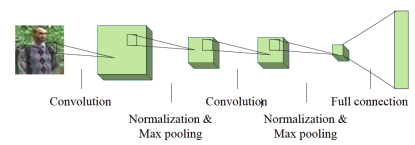 Convolution
Normalization &
Max pooling
Convolution
Normalization &
Max pooling
Full connection